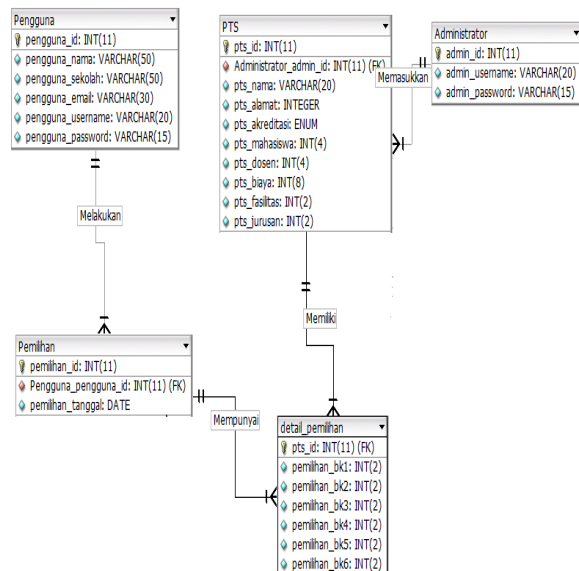 Pengguna
pengguna_id: INT(11)
pengguna_nama: VARCHAR(50)
pengguna_sekolah: VARCHAR(50)
pengguna_email: VARCHAR(30)
pengguna_username: VARCHAR(20)
pengguna_password: VARCHAR(15)
PTS
pts_id: INT(11)
Administrator_admin_id: INT(11) (FK)
pts_nama: VARCHAR(20)
pts_alamat: INTEGER
pts_akreditasi: ENUM
pts_mahasiswa: INT(4)
pts_dosen: INT(4)
pts_biaya: INT(8)
pts_fasilitas: INT(2)
pts_jurusan: INT(2)
Memasukkan
Administrator
admin_id: INT(11)
admin_username: VARCHAR(20)
admin_password: VARCHAR(15)
Melakukan
Memiliki
Pemilihan
pemilihan_id: INT(11)
Pengguna_pengguna_id: INT(11) (FK)
pemilihan_tanggal: DATE
Mempunyai
detail_pemilihan
pts_id: INT(11) (FK)
pemilihan_bk1: INT(2)
pemilihan_bk2: INT(2)
pemilihan_bk3: INT(2)
pemilihan_bk4: INT(2)
pemilihan_bk5: INT(2)
pemilihan_bk6: INT(2)